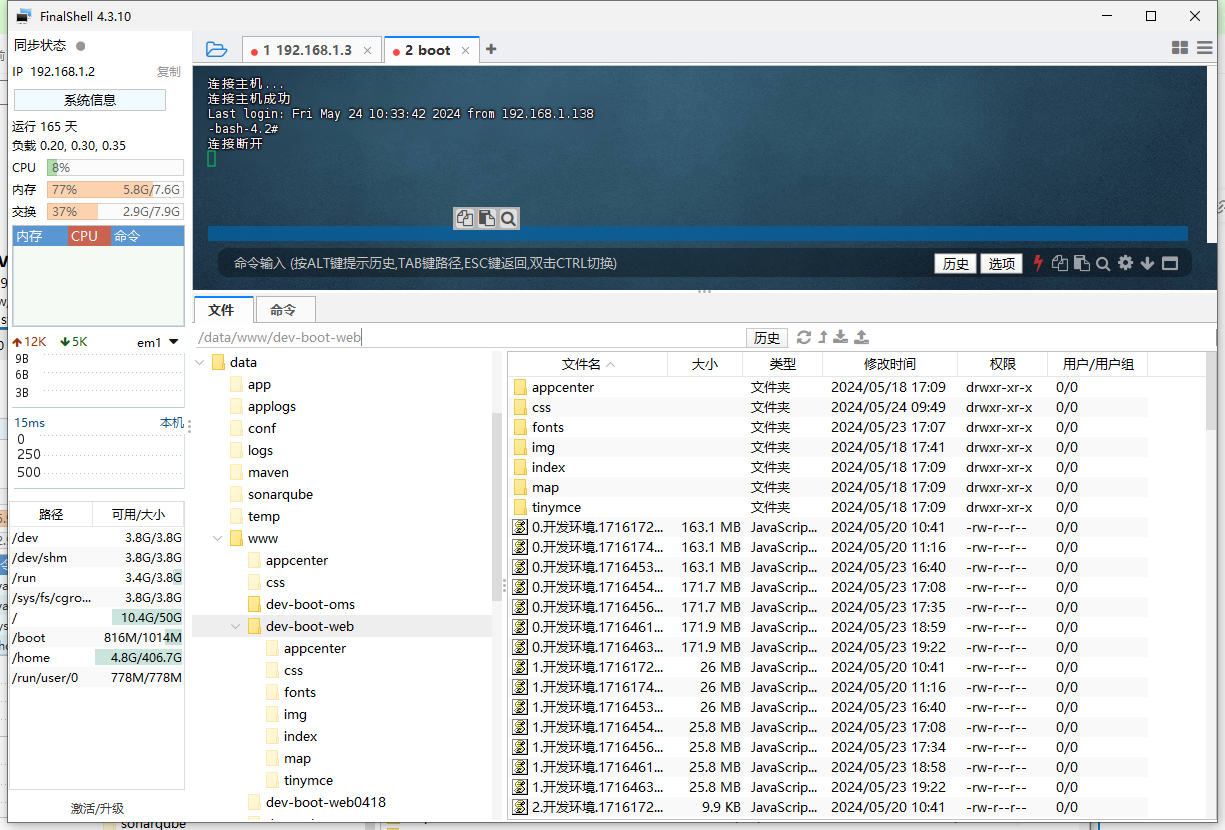 FinalShell 4.3.10
同步状态
IP 192.168.1.2 复制
系统信息
运行 165 天
负载 0.20, 0.30, 0.35
CPU 8%
内存 77% 5.8G/7.6G
交换 37% 2.9G/7.9G
内存 CPU 命令
12K 5K em1
9B
6B
3B
15ms 本机
0
250
500
路径 可用/大小
/dev 3.8G/3.8G
/dev/shm 3.8G/3.8G
/run 3.4G/3.8G
/sys/fs/cgro... 3.8G/3.8G
/ 10.4G/50G
/boot 816M/1014M
/home 4.8G/406.7G
/run/user/0 778M/778M
激活/升级
1 192.168.1.3
2 boot
连接主机...
连接主机成功
Last login: Fri May 24 10:33:42 2024 from 192.168.1.138
-bash-4.2#
连接断开
命令输入 (按ALT键提示历史,TAB键路径,ESC键返回,双击CTRL切换)
历史 选项
文件 命令
/data/www/dev-boot-web
历史
data
app
applogs
conf
logs
maven
sonarqube
temp
www
appcenter
css
dev-boot-oms
dev-boot-web
appcenter
css
fonts
img
index
map
tinymce
dev-boot-web0418
文件名 大小 类型 修改时间 权限 用户/用户组
appcenter 文件夹 2024/05/18 17:09 drwxr-xr-x 0/0
css 文件夹 2024/05/24 09:49 drwxr-xr-x 0/0
fonts 文件夹 2024/05/23 17:07 drwxr-xr-x 0/0
img 文件夹 2024/05/18 17:41 drwxr-xr-x 0/0
index 文件夹 2024/05/18 17:09 drwxr-xr-x 0/0
map 文件夹 2024/05/18 17:09 drwxr-xr-x 0/0
tinymce 文件夹 2024/05/18 17:09 drwxr-xr-x 0/0
0.开发环境.1716172... 163.1 MB JavaScrip... 2024/05/20 10:41 -rw-r--r-- 0/0
0.开发环境.1716174... 163.1 MB JavaScrip... 2024/05/20 11:16 -rw-r--r-- 0/0
0.开发环境.1716453... 163.1 MB JavaScrip... 2024/05/23 16:40 -rw-r--r-- 0/0
0.开发环境.1716454... 171.7 MB JavaScrip... 2024/05/23 17:08 -rw-r--r-- 0/0
0.开发环境.1716456... 171.7 MB JavaScrip... 2024/05/23 17:35 -rw-r--r-- 0/0
0.开发环境.1716461... 171.9 MB JavaScrip... 2024/05/23 18:59 -rw-r--r-- 0/0
0.开发环境.1716463... 171.9 MB JavaScrip... 2024/05/23 19:22 -rw-r--r-- 0/0
1.开发环境.1716172... 26 MB JavaScrip... 2024/05/20 10:41 -rw-r--r-- 0/0
1.开发环境.1716174... 26 MB JavaScrip... 2024/05/20 11:16 -rw-r--r-- 0/0
1.开发环境.1716453... 26 MB JavaScrip... 2024/05/23 16:40 -rw-r--r-- 0/0
1.开发环境.1716454... 25.8 MB JavaScrip... 2024/05/23 17:08 -rw-r--r-- 0/0
1.开发环境.1716456... 25.8 MB JavaScrip... 2024/05/23 17:34 -rw-r--r-- 0/0
1.开发环境.1716461... 25.8 MB JavaScrip... 2024/05/23 18:58 -rw-r--r-- 0/0
1.开发环境.1716463... 25.8 MB JavaScrip... 2024/05/23 19:22 -rw-r--r-- 0/0
2.开发环境.1716172... 9.9 KB JavaScrip... 2024/05/20 10:41 -rw-r--r-- 0/0
sonarqube